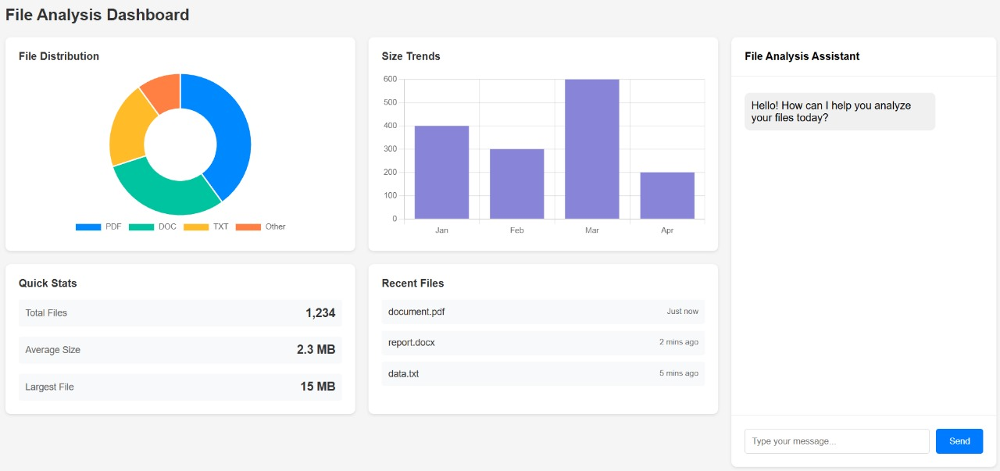 File Analysis Dashboard
File Distribution
PDF DOC TXT Other
Size Trends
600
500
400
300
200
100
0
Jan Feb Mar Apr
Quick Stats
Total Files 1,234
Average Size 2.3 MB
Largest File 15 MB
Recent Files
document.pdf Just now
report.docx 2 mins ago
data.txt 5 mins ago
File Analysis Assistant
Hello! How can I help you analyze
your files today?
Type your message... Send